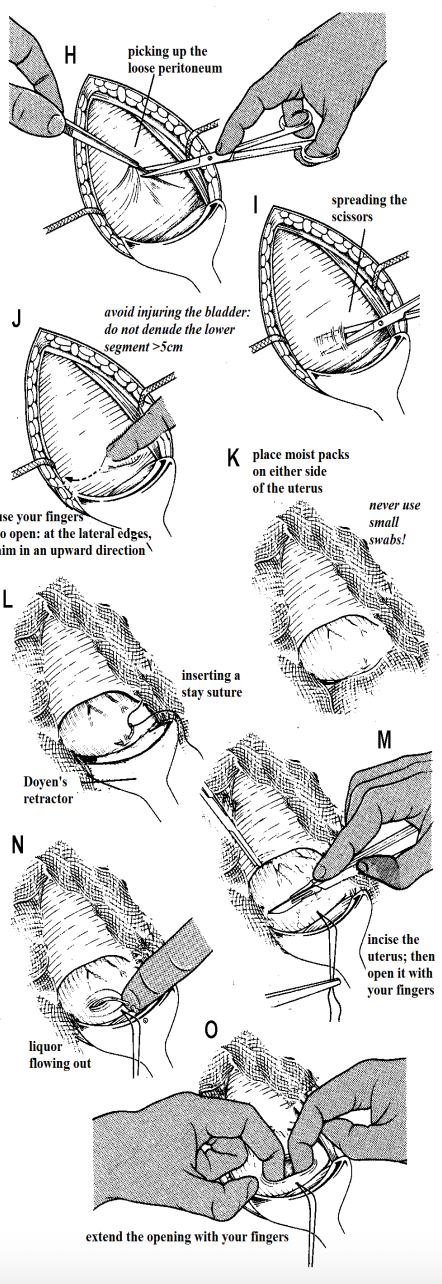 H
picking up the
loose peritoneum
I
spreading the
scissors
J
avoid injuring the bladder:
do not denude the lower
segment >5cm
use your fingers
o open: at the lateral edges,
aim in an upward direction
K
place moist packs
on either side
of the uterus
never use
small
swabs!
L
inserting a
stay suture
Doyen's
retractor
M
incise the
uterus; then
open it with
your fingers
N
liquor
flowing out
O
extend the opening with your fingers